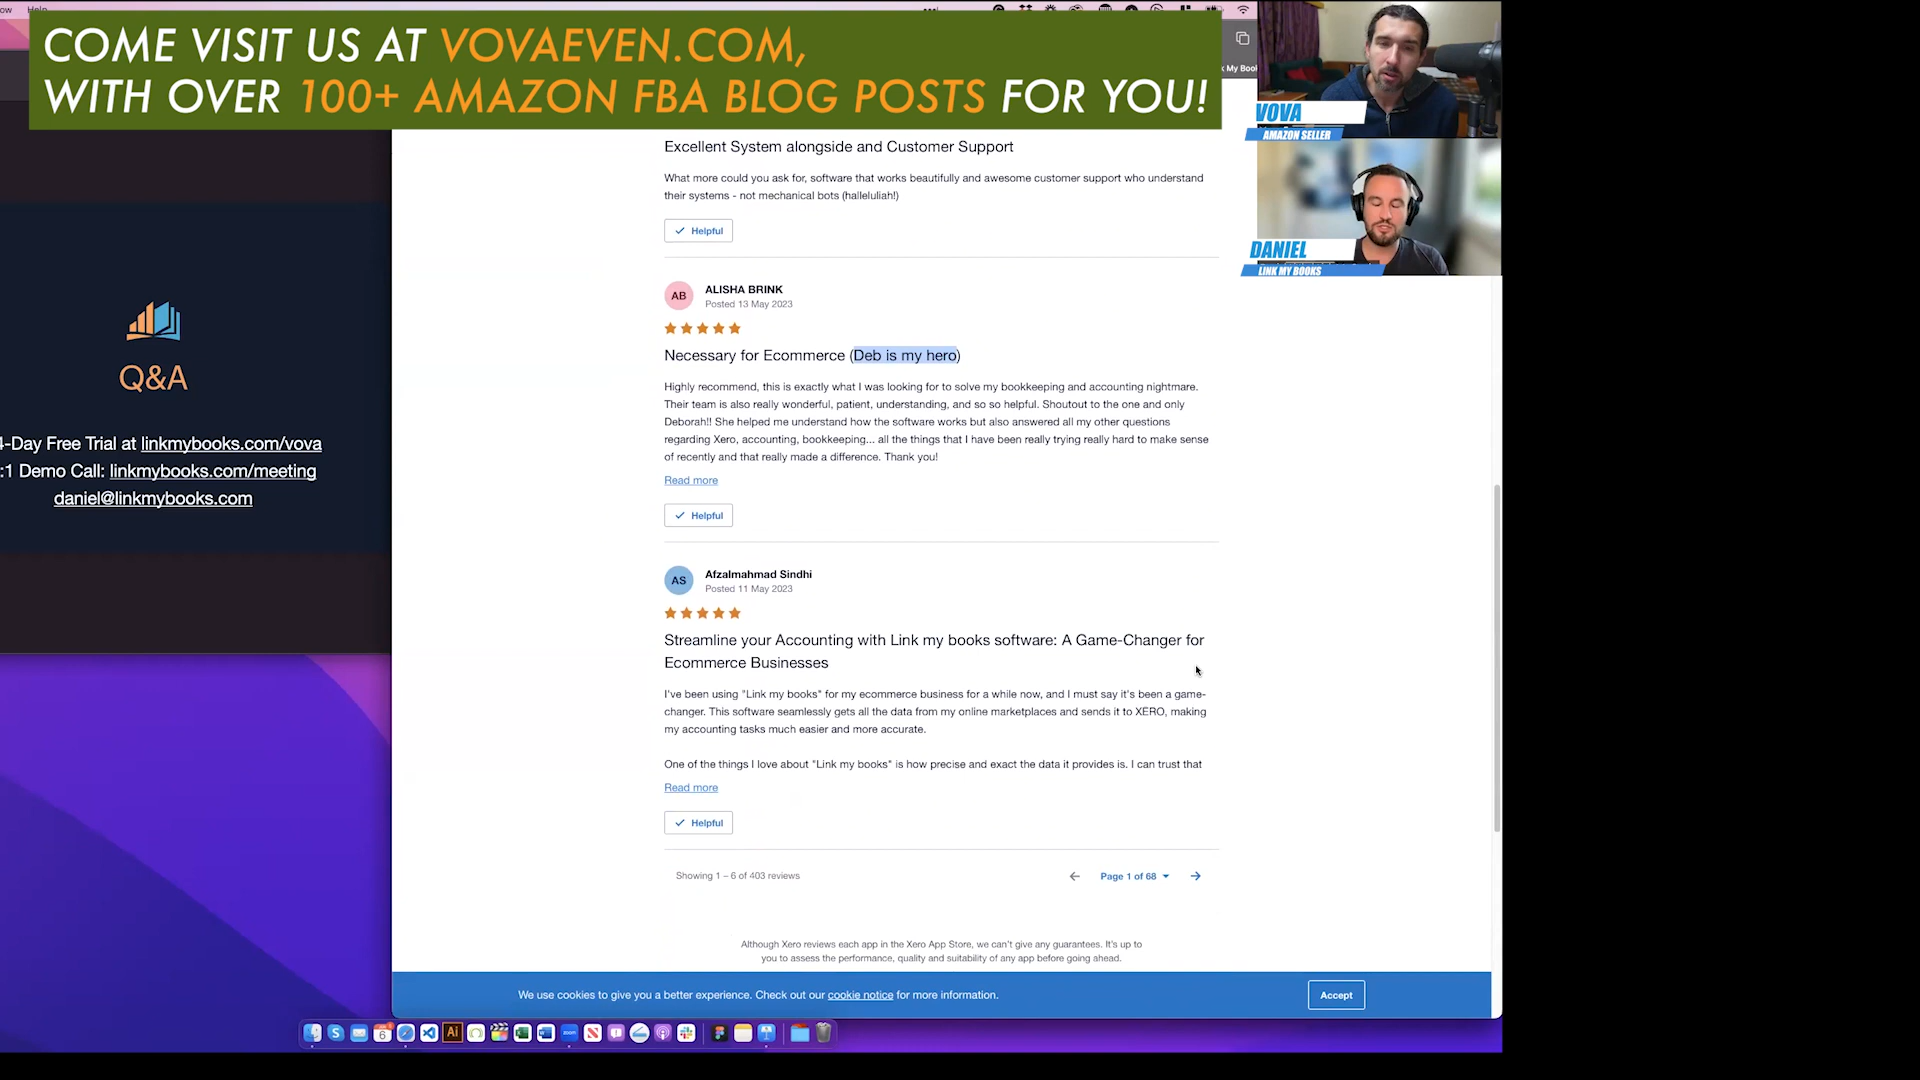 ow Help
COME VISIT US AT VOVAEVEN.COM,
WITH OVER 100+ AMAZON FBA BLOG POSTS FOR YOU!
k My Book
VOVA
AMAZON SELLER
DANIEL
LINK MY BOOKS
Q&A
4-Day Free Trial at linkmybooks.com/vova
:1 Demo Call: linkmybooks.com/meeting
daniel@linkmybooks.com
Excellent System alongside and Customer Support
What more could you ask for, software that works beautifully and awesome customer support who understand
their systems - not mechanical bots (halleluliah!)
Helpful
AB
ALISHA BRINK
Posted 13 May 2023
Necessary for Ecommerce (Deb is my hero)
Highly recommend, this is exactly what I was looking for to solve my bookkeeping and accounting nightmare.
Their team is also really wonderful, patient, understanding, and so so helpful. Shoutout to the one and only
Deborah!! She helped me understand how the software works but also answered all my other questions
regarding Xero, accounting, bookkeeping... all the things that I have been really trying really hard to make sense
of recently and that really made a difference. Thank you!
Read more
Helpful
AS
Afzalmahmad Sindhi
Posted 11 May 2023
Streamline your Accounting with Link my books software: A Game-Changer for
Ecommerce Businesses
I've been using "Link my books" for my ecommerce business for a while now, and I must say it's been a game-
changer. This software seamlessly gets all the data from my online marketplaces and sends it to XERO, making
my accounting tasks much easier and more accurate.
One of the things I love about "Link my books" is how precise and exact the data it provides is. I can trust that
Read more
Helpful
Showing 1 – 6 of 403 reviews
Page 1 of 68
Although Xero reviews each app in the Xero App Store, we can't give any guarantees. It's up to
you to assess the performance, quality and suitability of any app before going ahead.
We use cookies to give you a better experience. Check out our cookie notice for more information.
Accept
6
Ai
zoom